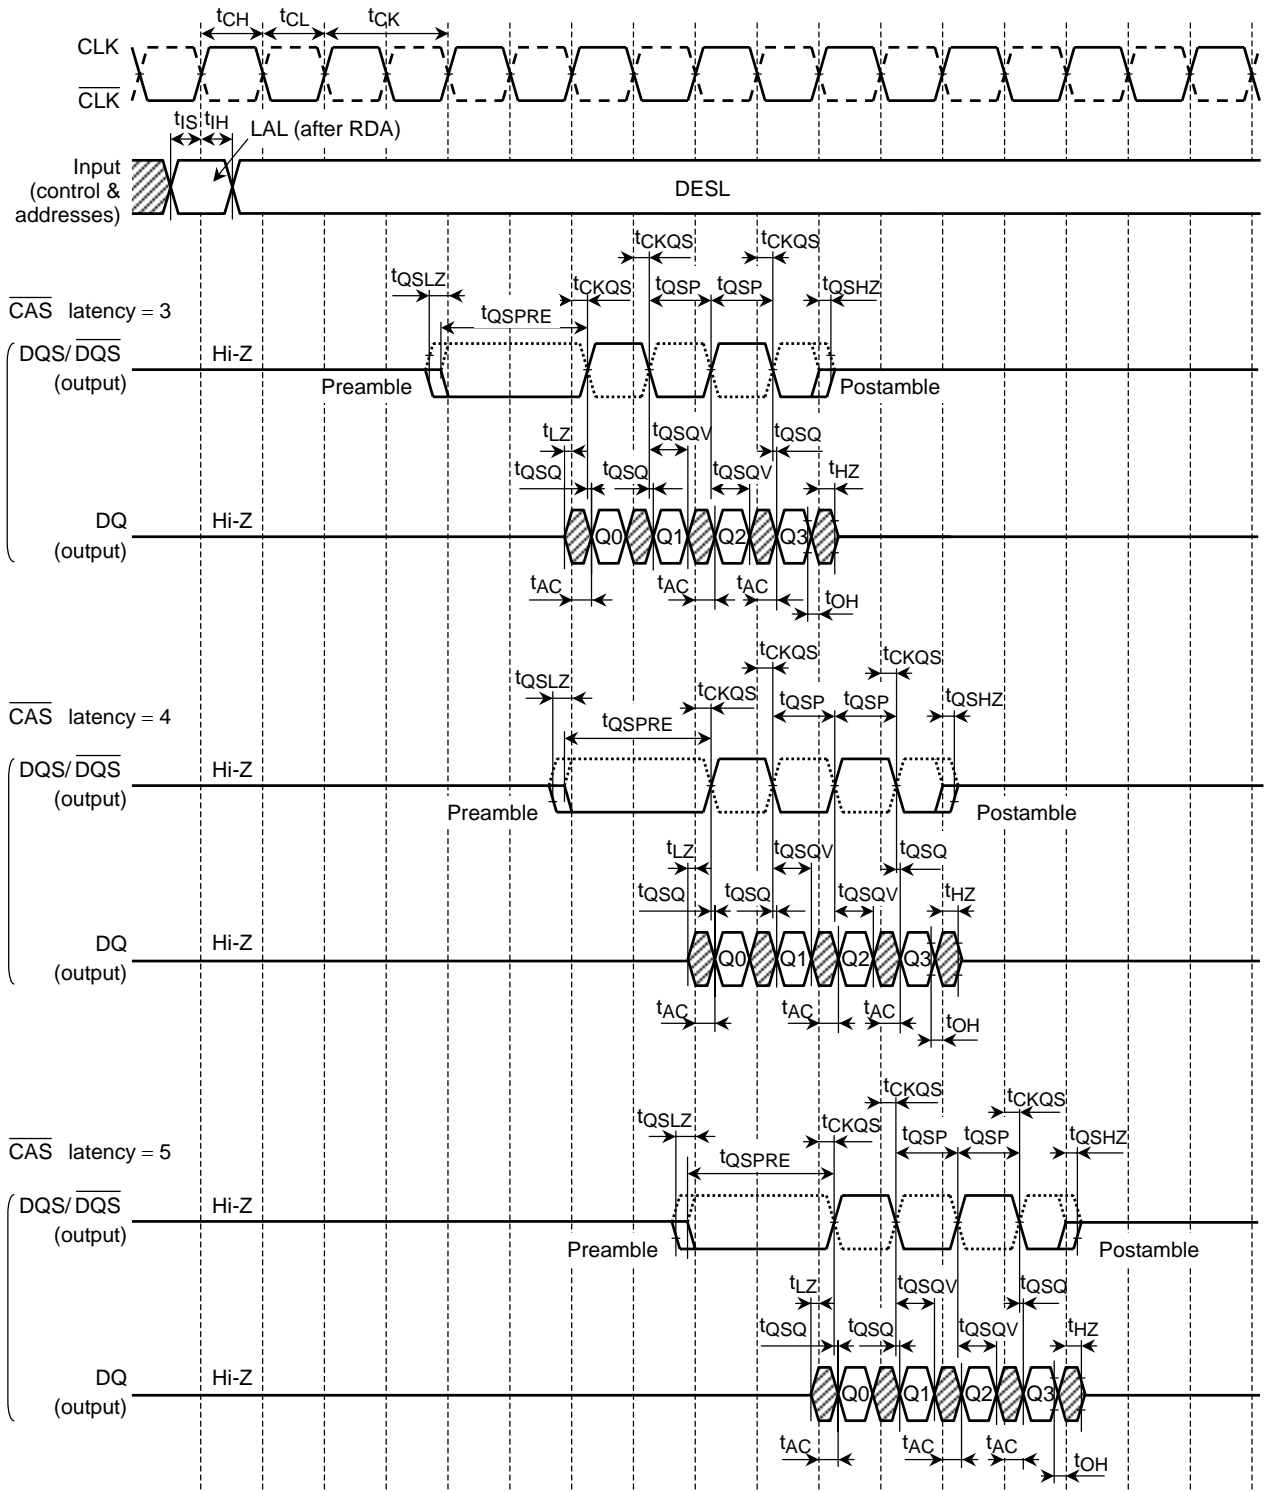 tCH tCL tCK
CLK
CLK
tIS tIH LAL (after RDA)
Input
(control &
addresses)
DESL
tCKQS tCKQS
tQSLZ tCKQS tQSP tQSP tQSHZ
CAS latency = 3
tQSPRE
DQS/DQS
(output)
Hi-Z
Preamble Postamble
tLZ tQSQV tQSQ
tQSQ tQSQ tQSQV tHZ
DQ
(output)
Hi-Z
Q0 Q1 Q2 Q3
tAC tAC tAC
tOH
tCKQS tCKQS
tQSLZ tCKQS tQSP tQSP tQSHZ
CAS latency = 4
tQSPRE
DQS/DQS
(output)
Hi-Z
Preamble Postamble
tLZ tQSQV tQSQ
tQSQ tQSQ tQSQV tHZ
DQ
(output)
Hi-Z
Q0 Q1 Q2 Q3
tAC tAC tAC
tOH
tCKQS tCKQS
tQSLZ tCKQS tQSP tQSP tQSHZ
CAS latency = 5
tQSPRE
DQS/DQS
(output)
Hi-Z
Preamble Postamble
tLZ tQSQV tQSQ
tQSQ tQSQ tQSQV tHZ
DQ
(output)
Hi-Z
Q0 Q1 Q2 Q3
tAC tAC tAC
tOH